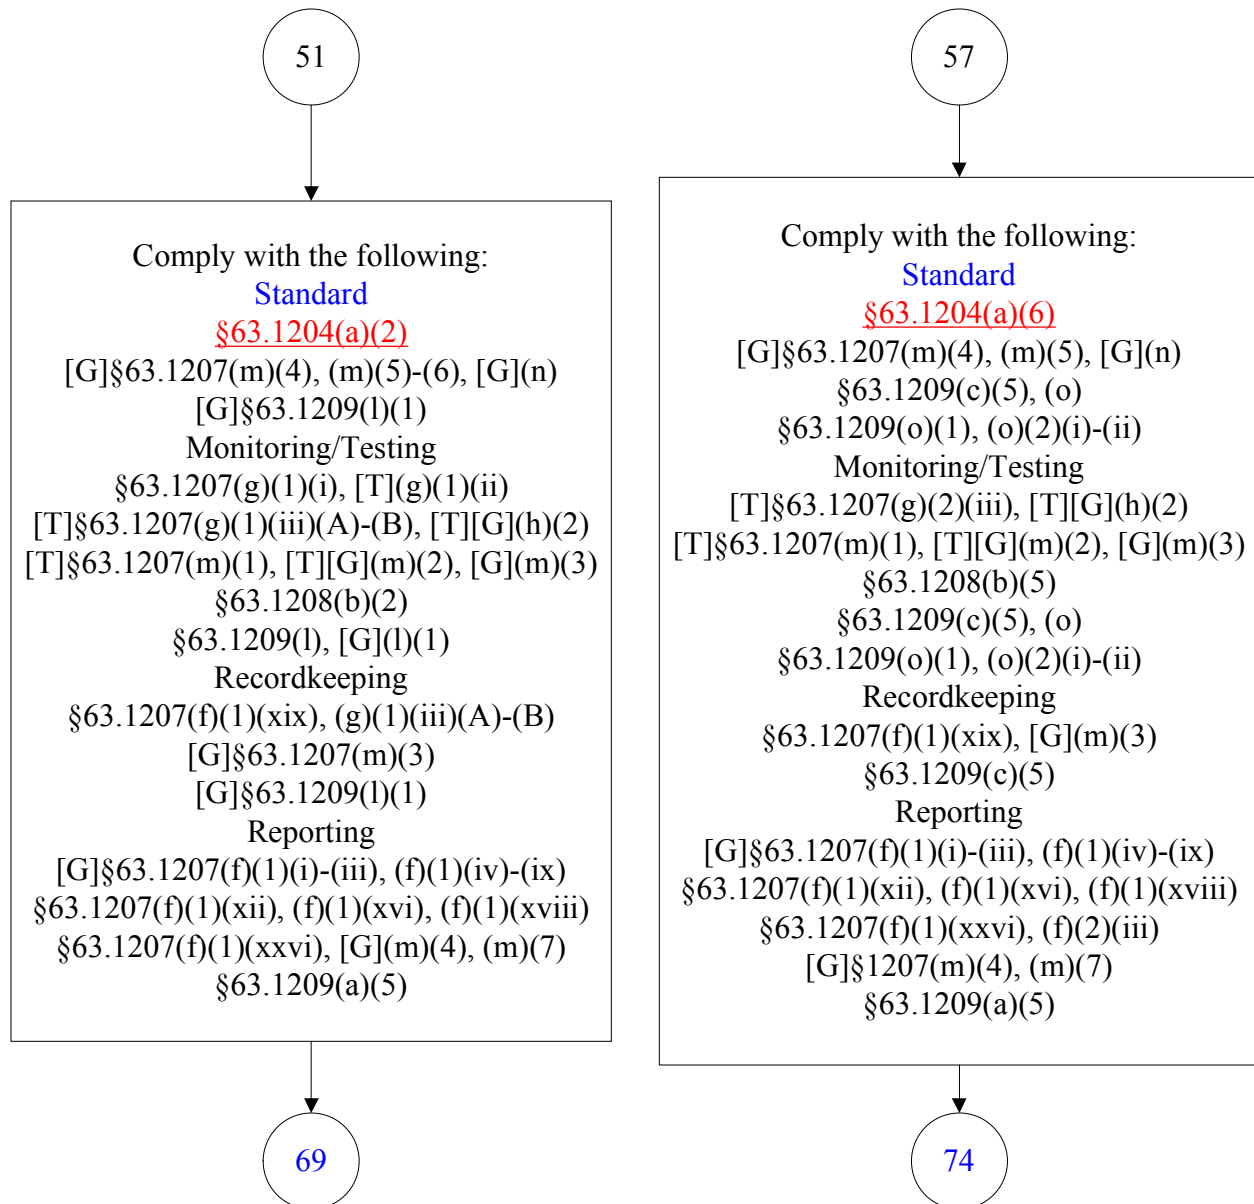 51
Comply with the following:
Standard
§63.1204(a)(2)
[G]§63.1207(m)(4), (m)(5)-(6), [G](n)
[G]§63.1209(l)(1)
Monitoring/Testing
§63.1207(g)(1)(i), [T](g)(1)(ii)
[T]§63.1207(g)(1)(iii)(A)-(B), [T][G](h)(2)
[T]§63.1207(m)(1), [T][G](m)(2), [G](m)(3)
§63.1208(b)(2)
§63.1209(l), [G](l)(1)
Recordkeeping
§63.1207(f)(1)(xix), (g)(1)(iii)(A)-(B)
[G]§63.1207(m)(3)
[G]§63.1209(l)(1)
Reporting
[G]§63.1207(f)(1)(i)-(iii), (f)(1)(iv)-(ix)
§63.1207(f)(1)(xii), (f)(1)(xvi), (f)(1)(xviii)
§63.1207(f)(1)(xxvi), [G](m)(4), (m)(7)
§63.1209(a)(5)
69
57
Comply with the following:
Standard
§63.1204(a)(6)
[G]§63.1207(m)(4), (m)(5), [G](n)
§63.1209(c)(5), (o)
§63.1209(o)(1), (o)(2)(i)-(ii)
Monitoring/Testing
[T]§63.1207(g)(2)(iii), [T][G](h)(2)
[T]§63.1207(m)(1), [T][G](m)(2), [G](m)(3)
§63.1208(b)(5)
§63.1209(c)(5), (o)
§63.1209(o)(1), (o)(2)(i)-(ii)
Recordkeeping
§63.1207(f)(1)(xix), [G](m)(3)
§63.1209(c)(5)
Reporting
[G]§63.1207(f)(1)(i)-(iii), (f)(1)(iv)-(ix)
§63.1207(f)(1)(xii), (f)(1)(xvi), (f)(1)(xviii)
§63.1207(f)(1)(xxvi), (f)(2)(iii)
[G]§1207(m)(4), (m)(7)
§63.1209(a)(5)
74